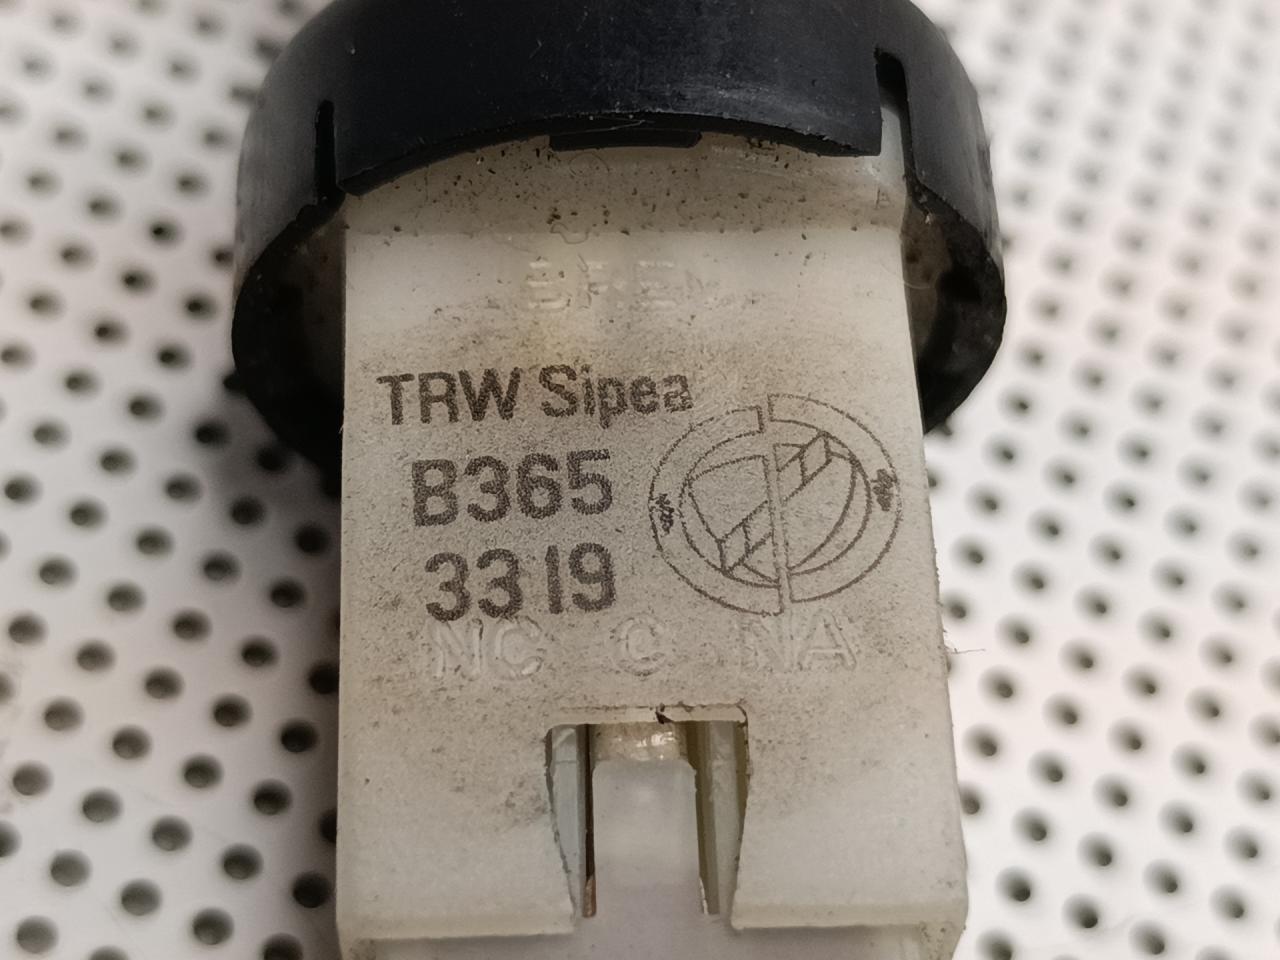 TRW Sipea
B365
3319
NC C NA